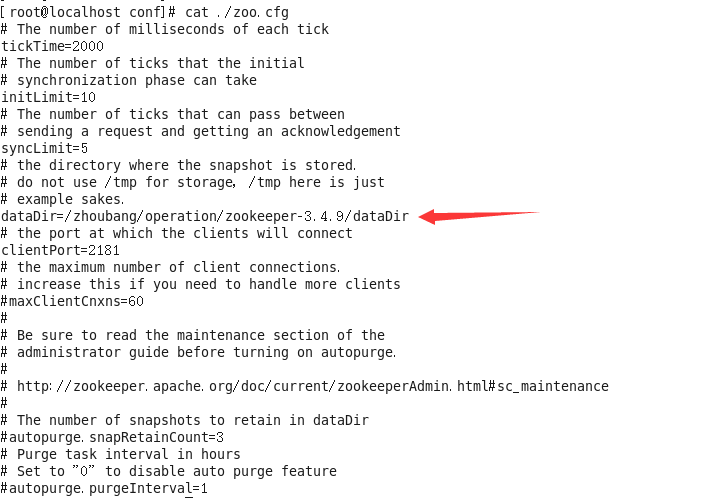 [root@localhost conf]# cat ./zoo.cfg
# The number of milliseconds of each tick
tickTime=2000
# The number of ticks that the initial
# synchronization phase can take
initLimit=10
# The number of ticks that can pass between
# sending a request and getting an acknowledgement
syncLimit=5
# the directory where the snapshot is stored.
# do not use /tmp for storage, /tmp here is just
# example sakes.
dataDir=/zhoubang/operation/zookeeper-3.4.9/dataDir
# the port at which the clients will connect
clientPort=2181
# the maximum number of client connections.
# increase this if you need to handle more clients
#maxClientCnxns=60
#
# Be sure to read the maintenance section of the
# administrator guide before turning on autopurge.
#
# http://zookeeper.apache.org/doc/current/zookeeperAdmin.html#sc_maintenance
#
# The number of snapshots to retain in dataDir
#autopurge.snapRetainCount=3
# Purge task interval in hours
# Set to "0" to disable auto purge feature
#autopurge.purgeInterval=1